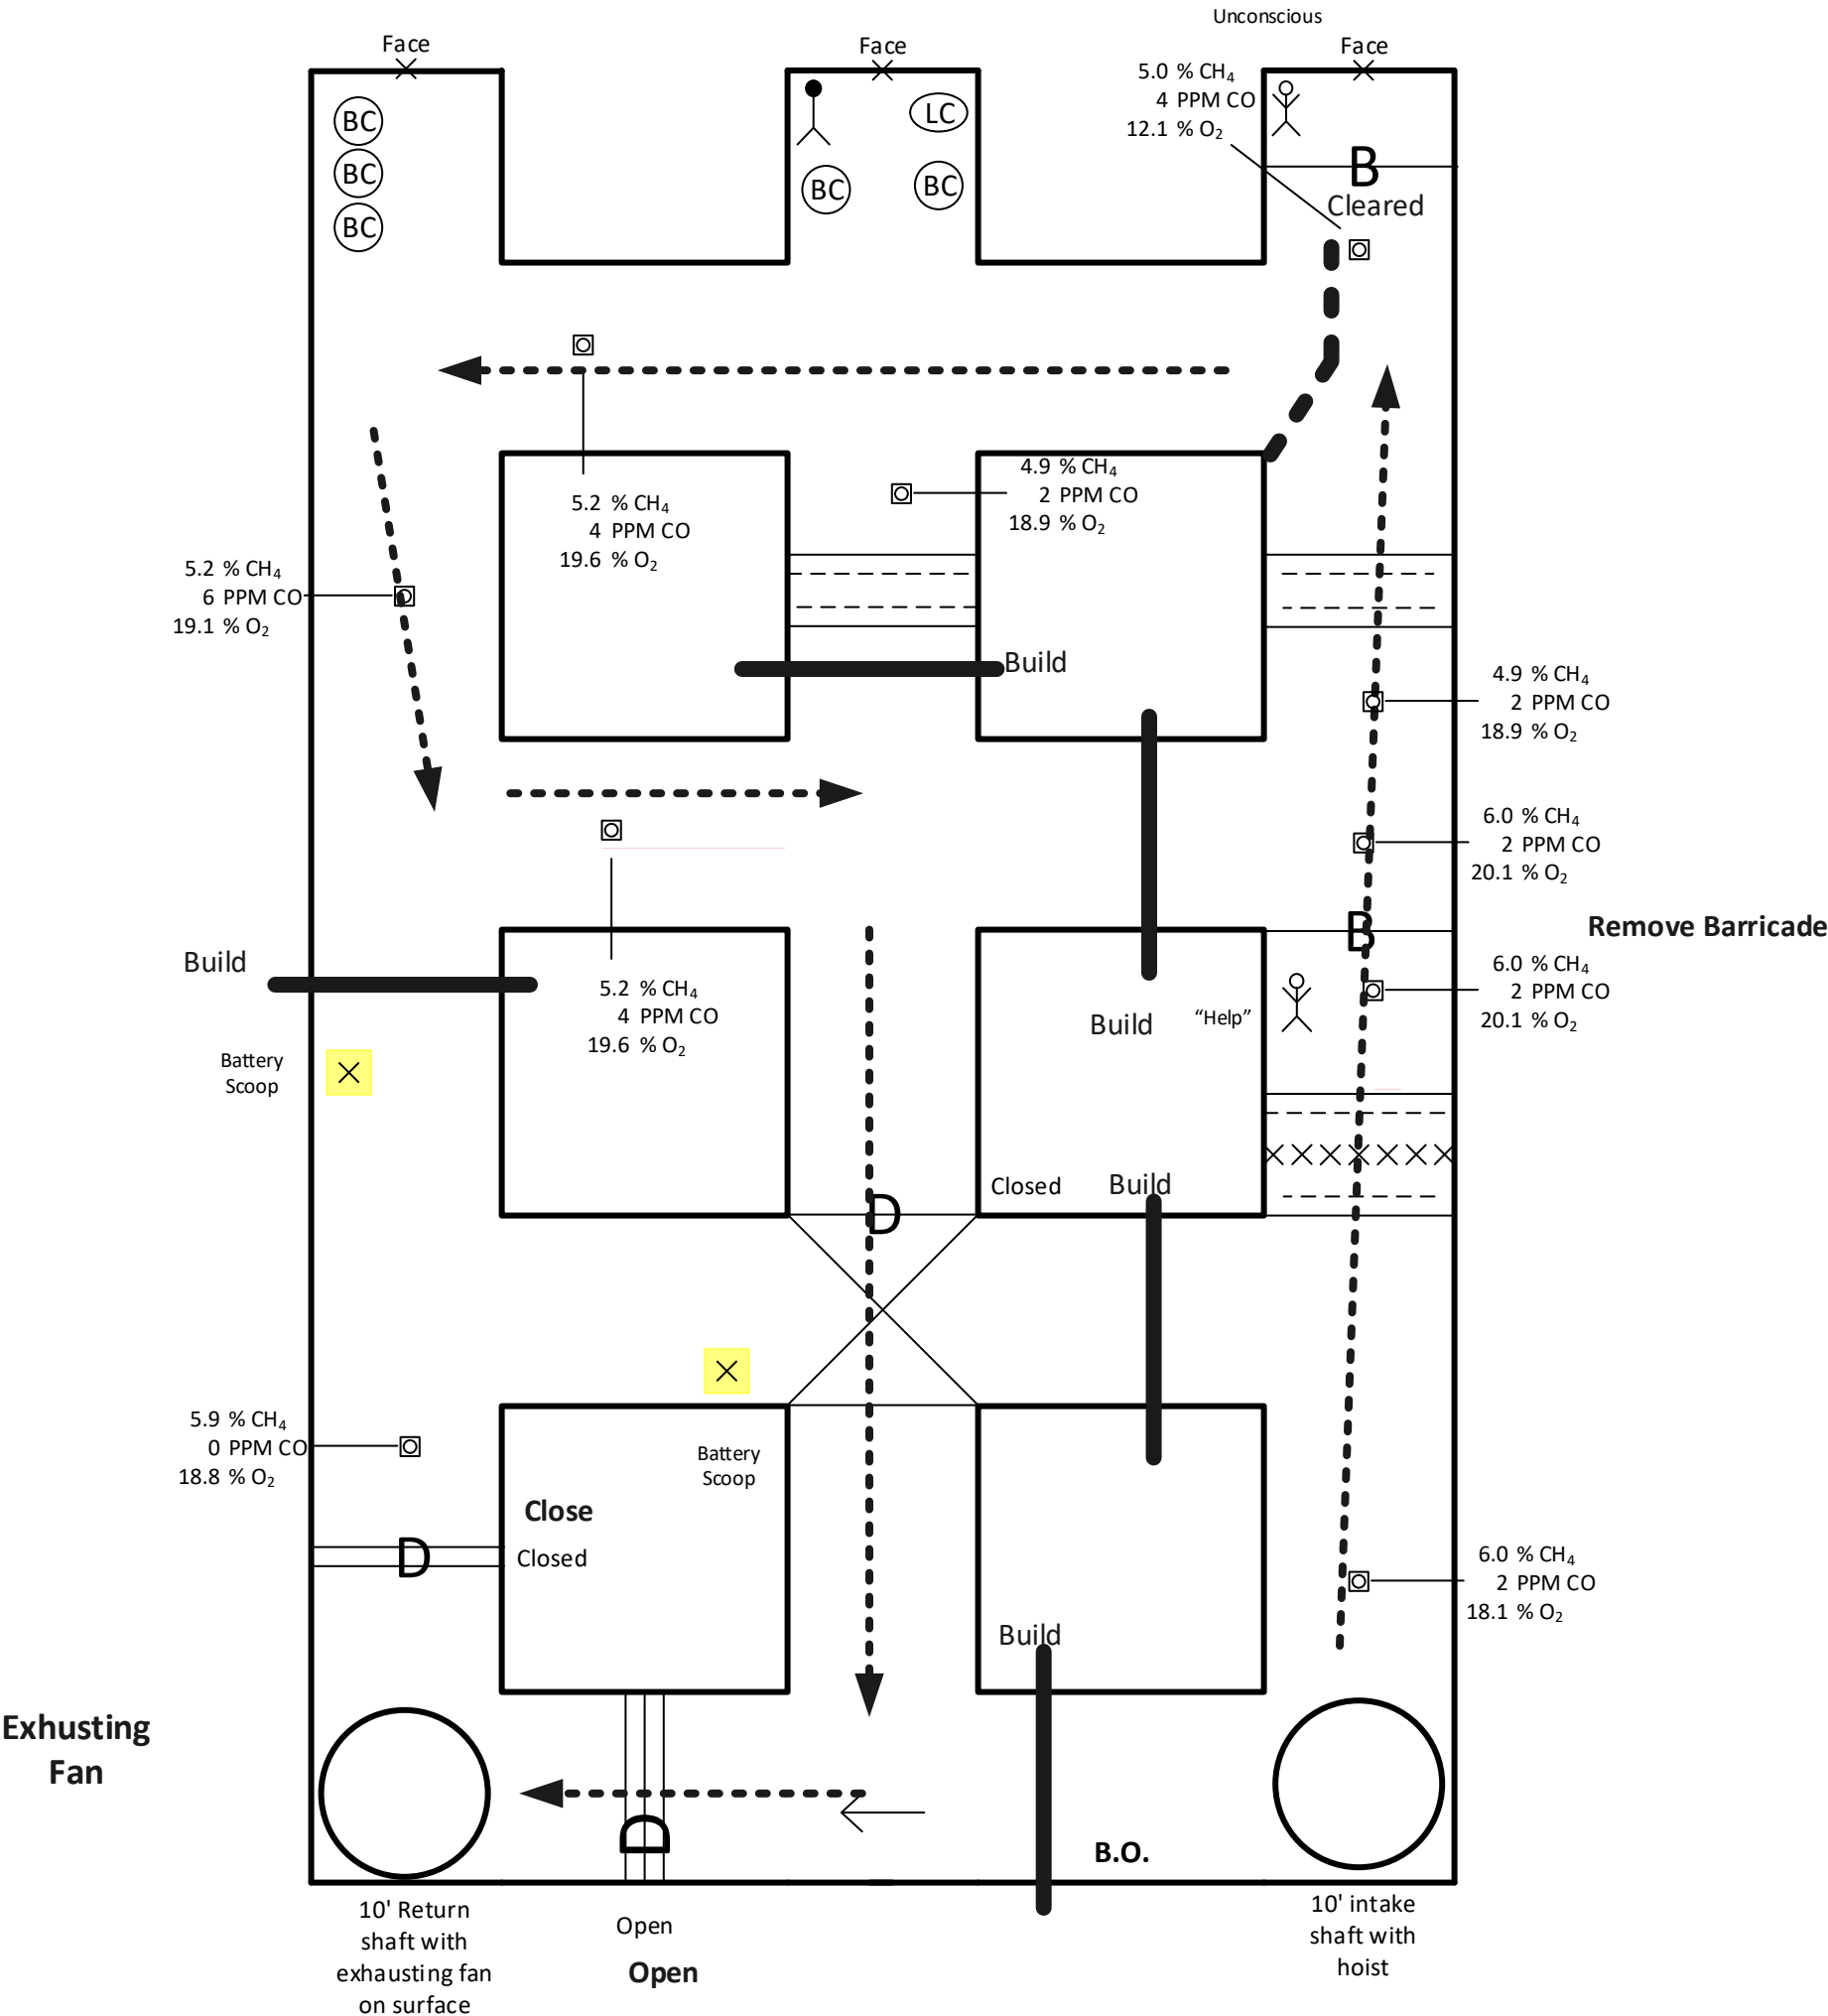 Unconscious
Face
Face
Face
5.0 % CH₄
4 PPM CO
12.1 % O₂
BC
BC
BC
LC
BC
BC
B
Cleared
4.9 % CH₄
2 PPM CO
18.9 % O₂
5.2 % CH₄
4 PPM CO
19.6 % O₂
5.2 % CH₄
6 PPM CO
19.1 % O₂
Build
4.9 % CH₄
2 PPM CO
18.9 % O₂
6.0 % CH₄
2 PPM CO
20.1 % O₂
B
Remove Barricade
Build
6.0 % CH₄
2 PPM CO
20.1 % O₂
5.2 % CH₄
4 PPM CO
19.6 % O₂
Build
“Help”
Battery
Scoop
Closed
Build
D
5.9 % CH₄
0 PPM CO
18.8 % O₂
Battery
Scoop
Close
D
Closed
6.0 % CH₄
2 PPM CO
18.1 % O₂
Build
Exhusting
Fan
D
B.O.
10' Return
shaft with
exhausting fan
on surface
Open
Open
10' intake
shaft with
hoist